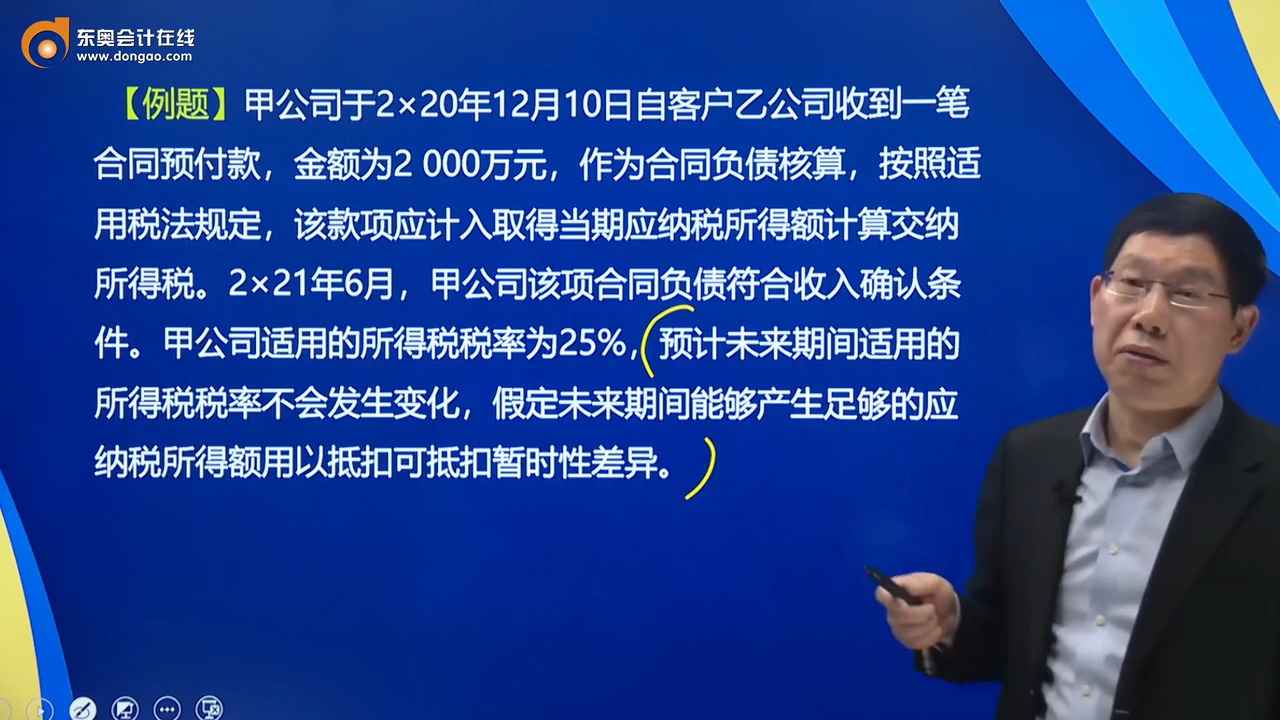 东奥会计在线
www.dongao.com
【例题】甲公司于2×20年12月10日自客户乙公司收到一笔
合同预付款，金额为2 000万元，作为合同负债核算，按照适
用税法规定，该款项应计入取得当期应纳税所得额计算交纳
所得税。2×21年6月，甲公司该项合同负债符合收入确认条
件。甲公司适用的所得税税率为25%，预计未来期间适用的
所得税税率不会发生变化，假定未来期间能够产生足够的应
纳税所得额用以抵扣可抵扣暂时性差异。